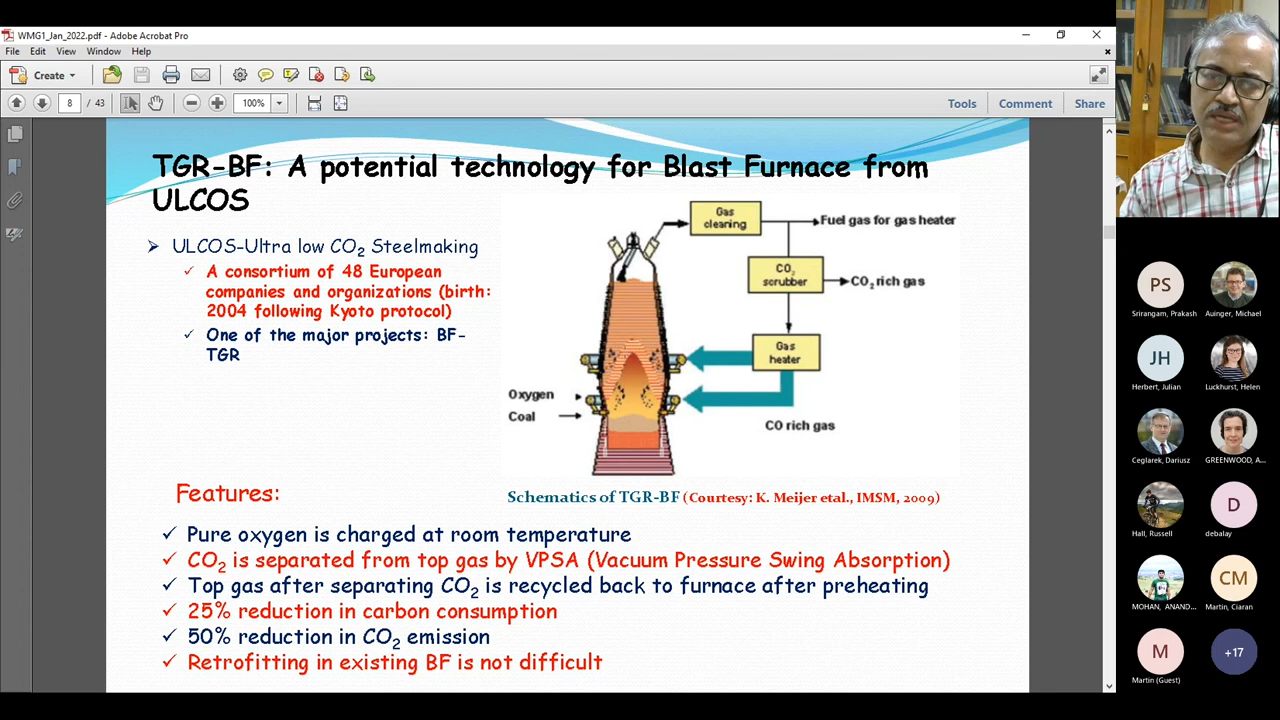 WMG1_Jan_2022.pdf - Adobe Acrobat Pro
File Edit View Window Help
Create
8 / 43 100% Tools Comment Share
TGR-BF: A potential technology for Blast Furnace from
ULCOS
ULCOS-Ultra low CO2 Steelmaking
A consortium of 48 European
companies and organizations (birth:
2004 following Kyoto protocol)
One of the major projects: BF-
TGR
Gas
cleaning
Fuel gas for gas heater
CO2
scrubber
CO2 rich gas
Gas
heater
Oxygen
Coal
CO rich gas
Schematics of TGR-BF (Courtesy: K. Meijer etal., IMSM, 2009)
Features:
✓ Pure oxygen is charged at room temperature
✓ CO2 is separated from top gas by VPSA (Vacuum Pressure Swing Absorption)
✓ Top gas after separating CO2 is recycled back to furnace after preheating
✓ 25% reduction in carbon consumption
✓ 50% reduction in CO2 emission
✓ Retrofitting in existing BF is not difficult
PS
Srirangam, Prakash
Auinger, Michael
JH
Herbert, Julian
Luckhurst, Helen
Ceglarek, Dariusz
GREENWOOD, A...
Hall, Russell
D
debalay
MOHAN, ANAND...
CM
Martin, Ciaran
M
Martin (Guest)
+17